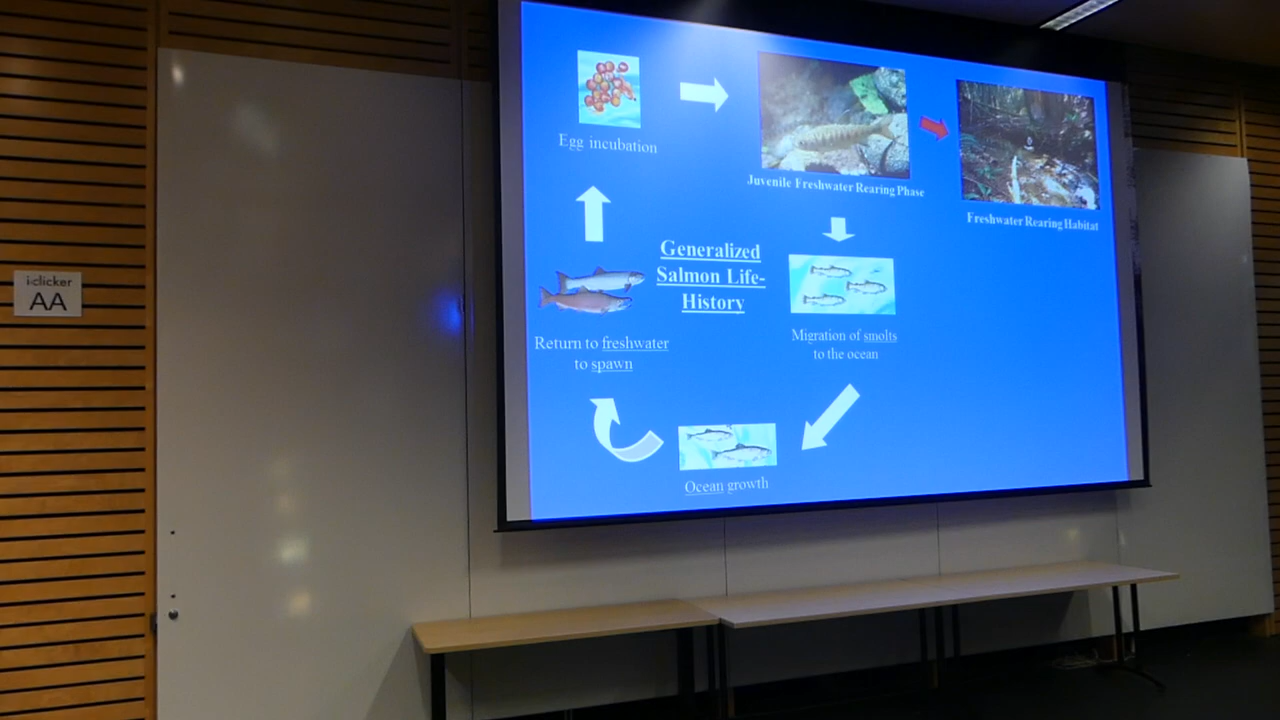 i-clicker
AA
Egg incubation
Juvenile Freshwater Rearing Phase
Freshwater Rearing Habitat
Generalized
Salmon Life-
History
Return to freshwater
to spawn
Migration of smolts
to the ocean
Ocean growth